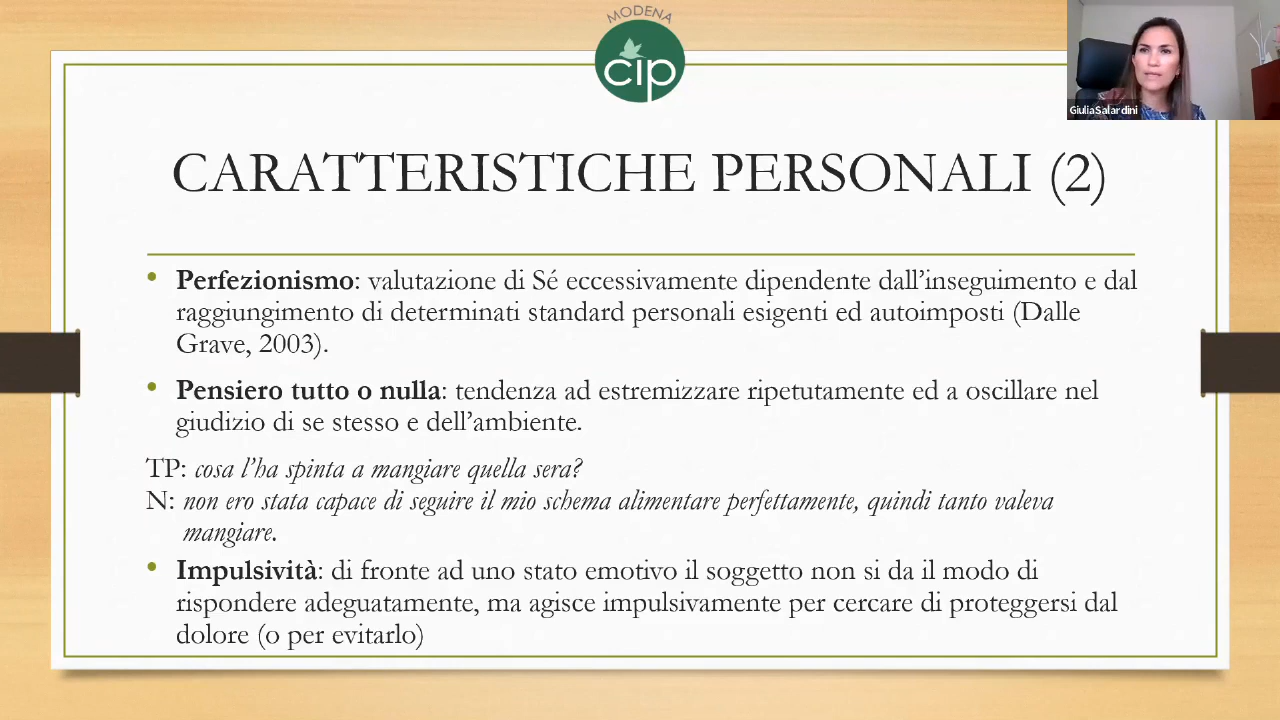 MODENA
cip
GiuliaSalardini
CARATTERISTICHE PERSONALI (2)
• Perfezionismo: valutazione di Sé eccessivamente dipendente dall’inseguimento e dal
raggiungimento di determinati standard personali esigenti ed autoimposti (Dalle
Grave, 2003).
• Pensiero tutto o nulla: tendenza ad estremizzare ripetutamente ed a oscillare nel
giudizio di se stesso e dell’ambiente.
TP: cosa l’ha spinta a mangiare quella sera?
N: non ero stata capace di seguire il mio schema alimentare perfettamente, quindi tanto valeva
mangiare.
• Impulsività: di fronte ad uno stato emotivo il soggetto non si da il modo di
rispondere adeguatamente, ma agisce impulsivamente per cercare di proteggersi dal
dolore (o per evitarlo)